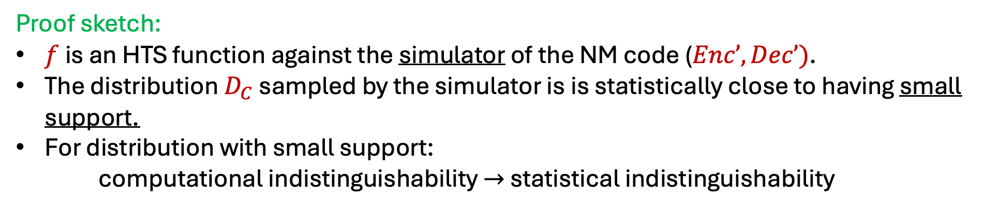 Proof sketch:
• f is an HTS function against the simulator of the NM code (Enc’, Dec’).
• The distribution D_C sampled by the simulator is is statistically close to having small
support.
• For distribution with small support:
computational indistinguishability → statistical indistinguishability